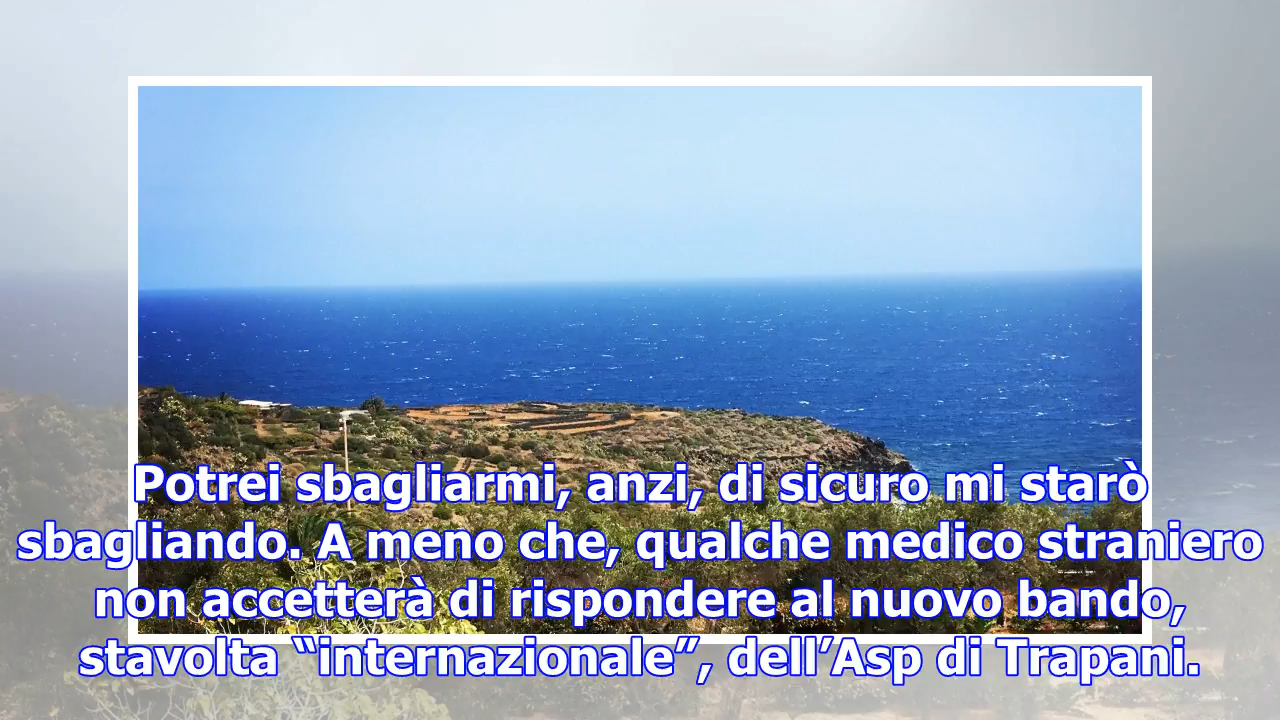 Potrei sbagliarmi, anzi, di sicuro mi starò
sbagliando. A meno che, qualche medico straniero
non accetterà di rispondere al nuovo bando,
stavolta “internazionale”, dell’Asp di Trapani.